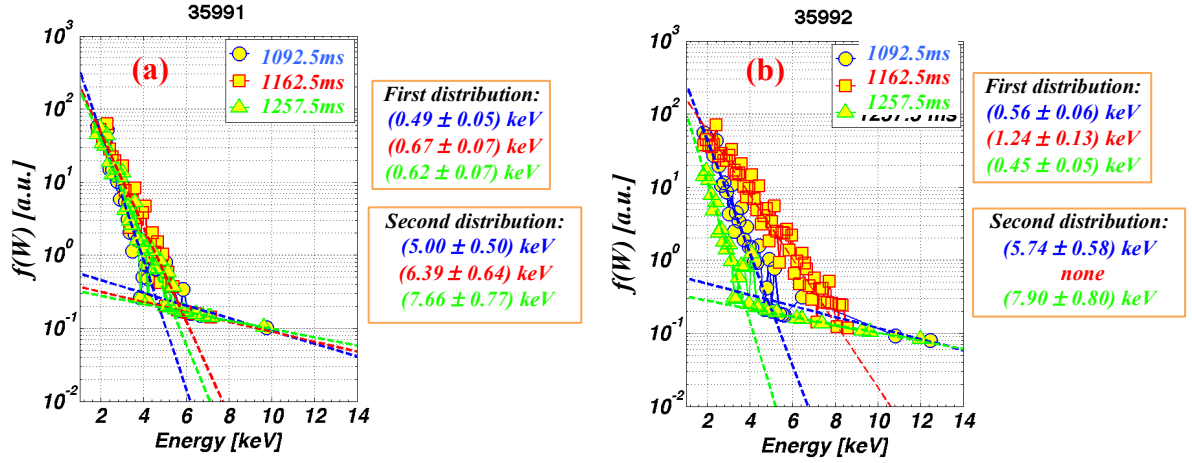 35991
(a)
1092.5ms
1162.5ms
1257.5ms
10^3
10^2
10^1
10^0
10^-1
10^-2
f(W) [a.u.]
2 4 6 8 10 12 14
Energy [keV]
First distribution:
(0.49 ± 0.05) keV
(0.67 ± 0.07) keV
(0.62 ± 0.07) keV
Second distribution:
(5.00 ± 0.50) keV
(6.39 ± 0.64) keV
(7.66 ± 0.77) keV
35992
(b)
1092.5ms
1162.5ms
1257.5ms
10^3
10^2
10^1
10^0
10^-1
10^-2
f(W) [a.u.]
2 4 6 8 10 12 14
Energy [keV]
First distribution:
(0.56 ± 0.06) keV
(1.24 ± 0.13) keV
(0.45 ± 0.05) keV
Second distribution:
(5.74 ± 0.58) keV
none
(7.90 ± 0.80) keV